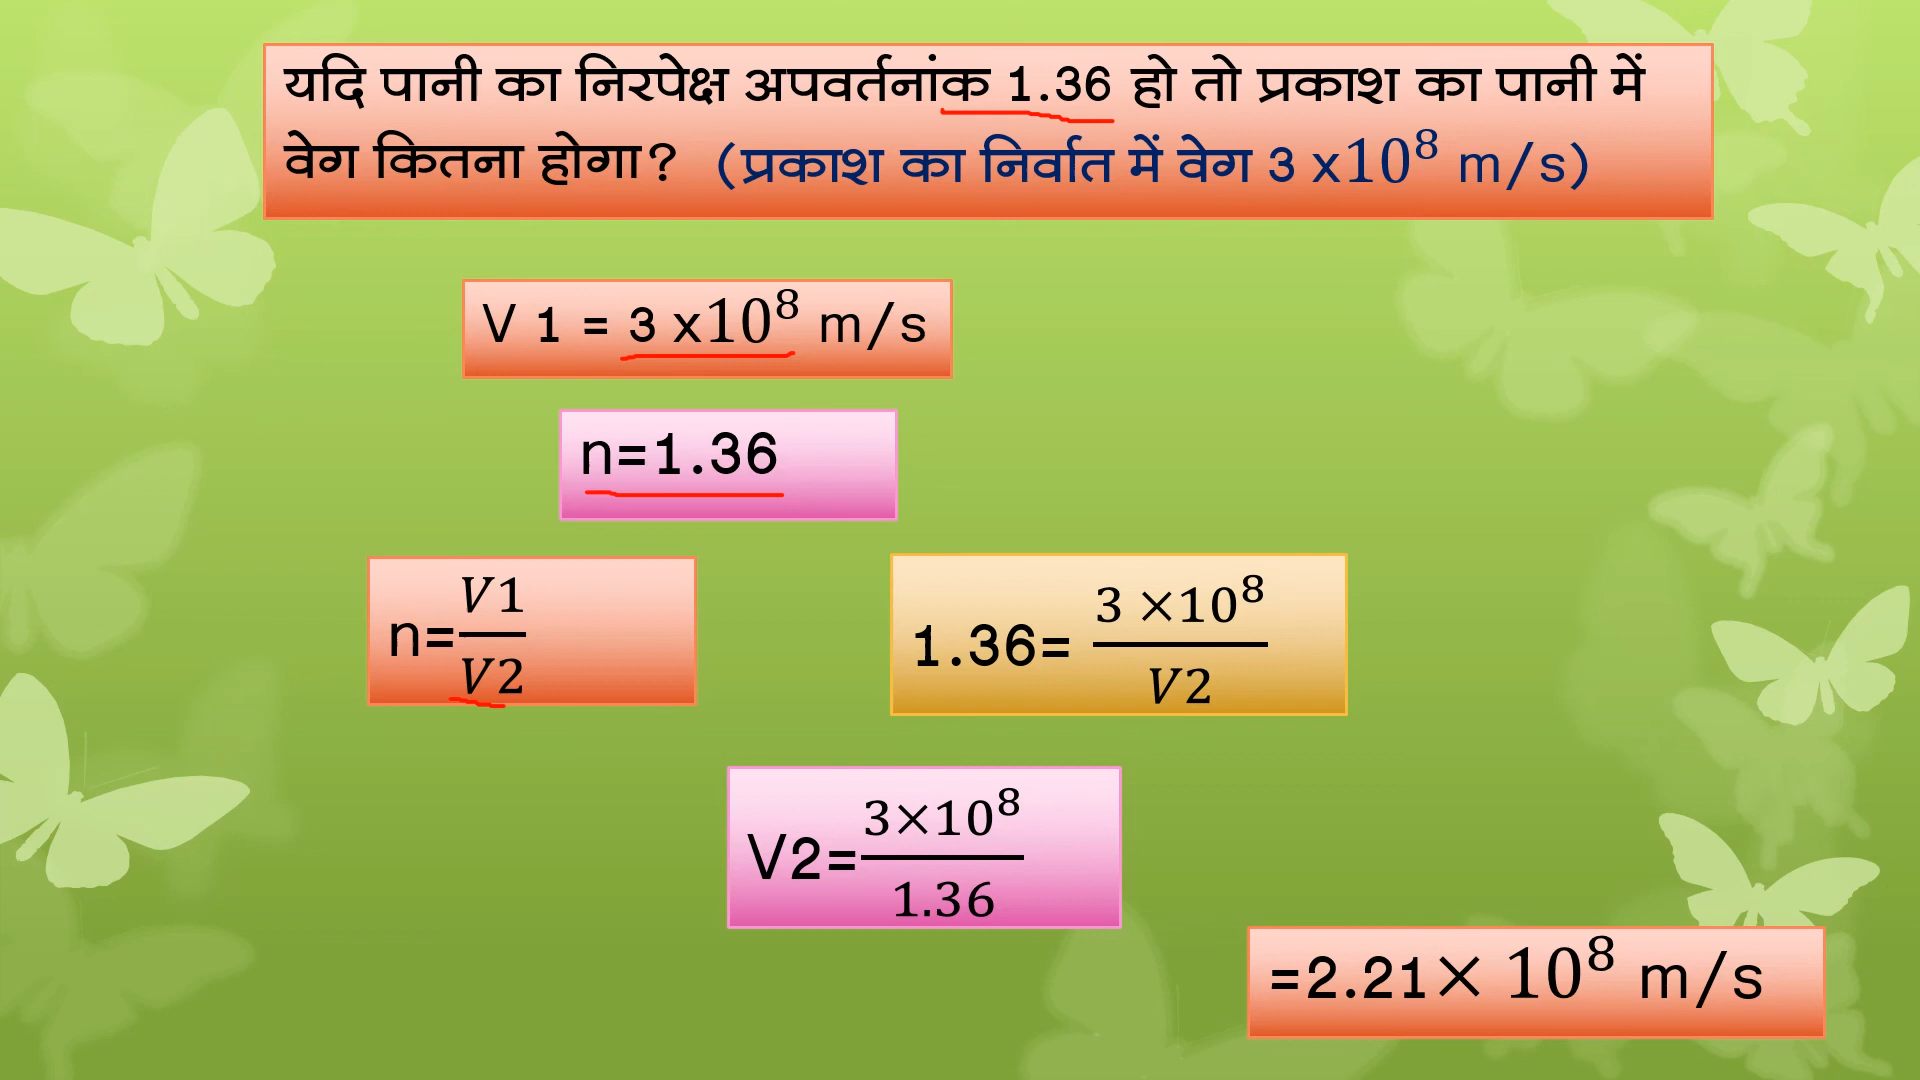 यदि पानी का निरपेक्ष अपवर्तनांक 1.36 हो तो प्रकाश का पानी में
वेग कितना होगा? (प्रकाश का निर्वात में वेग 3 x10⁸ m/s)
V 1 = 3 x10⁸ m/s
n=1.36
n=V1/V2
1.36= 3 ×10⁸/V2
V2=3×10⁸/1.36
=2.21× 10⁸ m/s